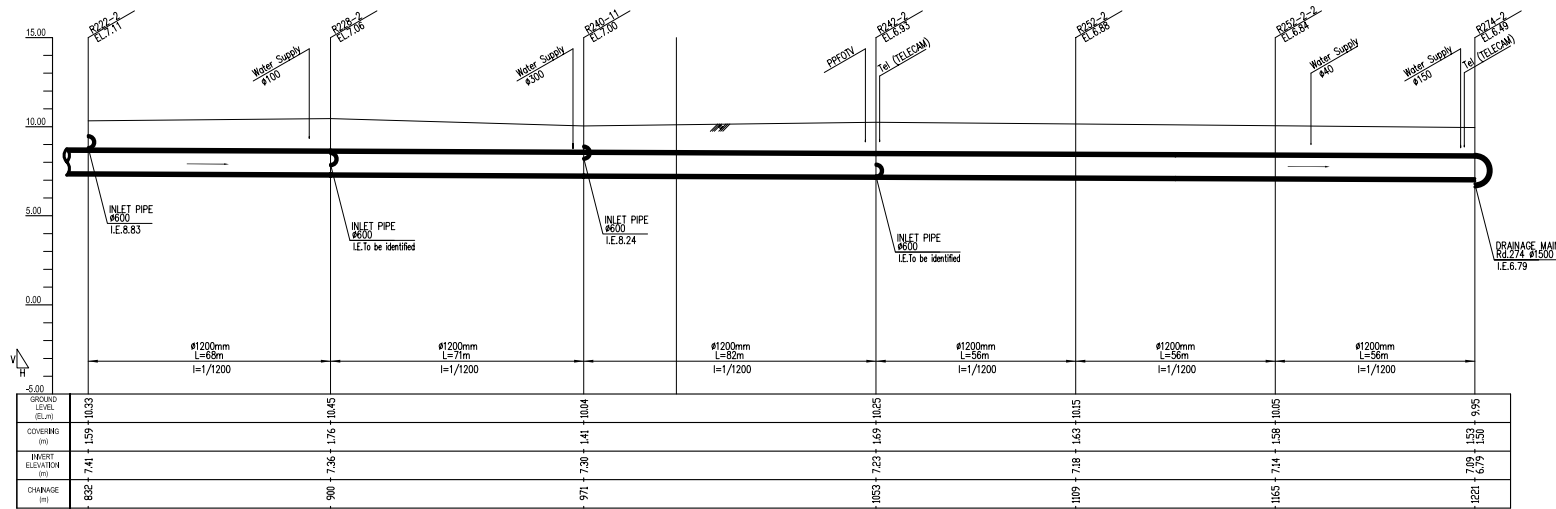 R222-2
EL.7.11
R228-2
EL.7.06
R240-11
EL.7.00
R242-2
EL.6.93
R252-2
EL.6.88
R252-2-2
EL.6.84
R274-2
EL.6.49
Water Supply
ø100
Water Supply
ø300
PPFOTV
Tel (TELECAM)
Water Supply
ø40
Water Supply
ø150
Tel (TELECAM)
15.00
10.00
5.00
0.00
-5.00
V
H
INLET PIPE
ø600
I.E.8.83
INLET PIPE
ø600
I.E.To be identified
INLET PIPE
ø600
I.E.8.24
INLET PIPE
ø600
I.E.To be identified
DRAINAGE MAIN
Rd.274 ø1500
I.E.6.79
ø1200mm
L=68m
I=1/1200
ø1200mm
L=71m
I=1/1200
ø1200mm
L=82m
I=1/1200
ø1200mm
L=56m
I=1/1200
ø1200mm
L=56m
I=1/1200
ø1200mm
L=56m
I=1/1200
GROUND
LEVEL
(EL.m)
10.33
10.45
10.04
10.25
10.15
10.05
9.95
COVERING
(m)
1.59
1.76
1.41
1.69
1.63
1.58
1.53
1.50
INVERT
ELEVATION
(m)
7.41
7.36
7.30
7.23
7.18
7.14
7.09
6.79
CHAINAGE
(m)
832
900
971
1053
1109
1165
1221